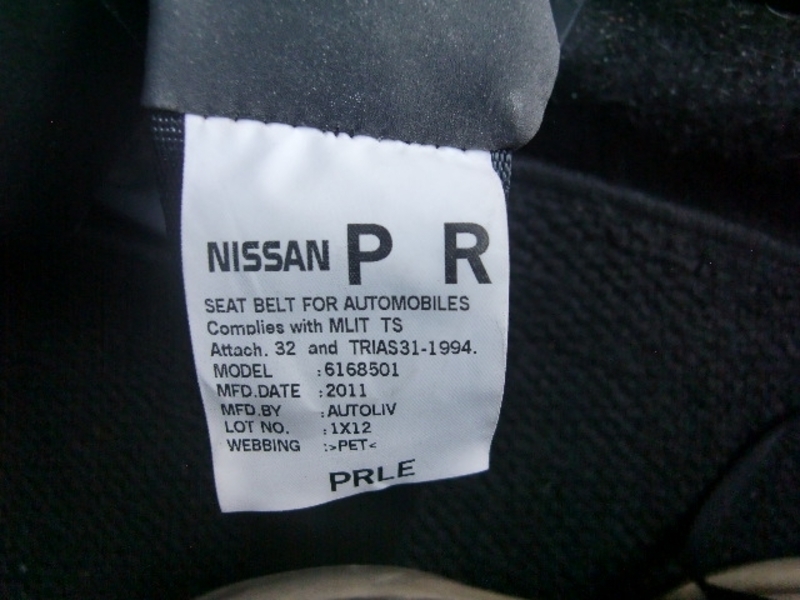 NISSAN P R
SEAT BELT FOR AUTOMOBILES
Complies with MLIT TS
Attach. 32 and TRIAS31-1994.
MODEL :6168501
MFD.DATE :2011
MFD.BY :AUTOLIV
LOT NO. :1X12
WEBBING :>PET<
PRLE